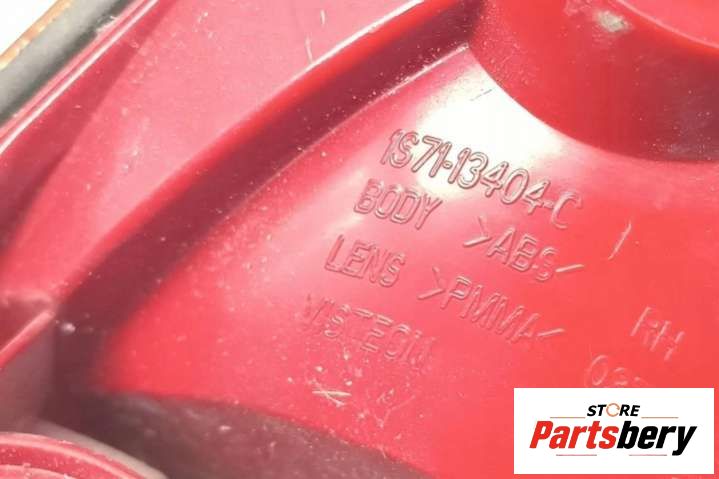 1S71-13404-C
BODY >ABS< RH
LENS >PMMA<
VISTEON
STORE
Partsbery